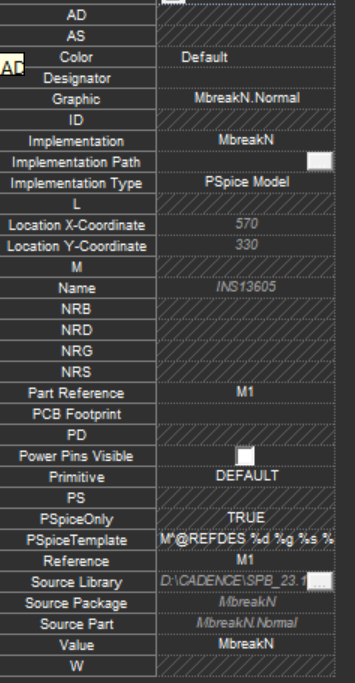 AD
AS
AD
Color Default
Designator
Graphic MbreakN.Normal
ID
Implementation MbreakN
Implementation Path
Implementation Type PSpice Model
L
Location X-Coordinate 570
Location Y-Coordinate 330
M
Name INS13605
NRB
NRD
NRG
NRS
Part Reference M1
PCB Footprint
PD
Power Pins Visible
Primitive DEFAULT
PS
PSpiceOnly TRUE
PSpiceTemplate M^@REFDES %d %g %s %
Reference M1
Source Library D:\CADENCE\SPB_23.1 ...
Source Package MbreakN
Source Part MbreakN.Normal
Value MbreakN
W